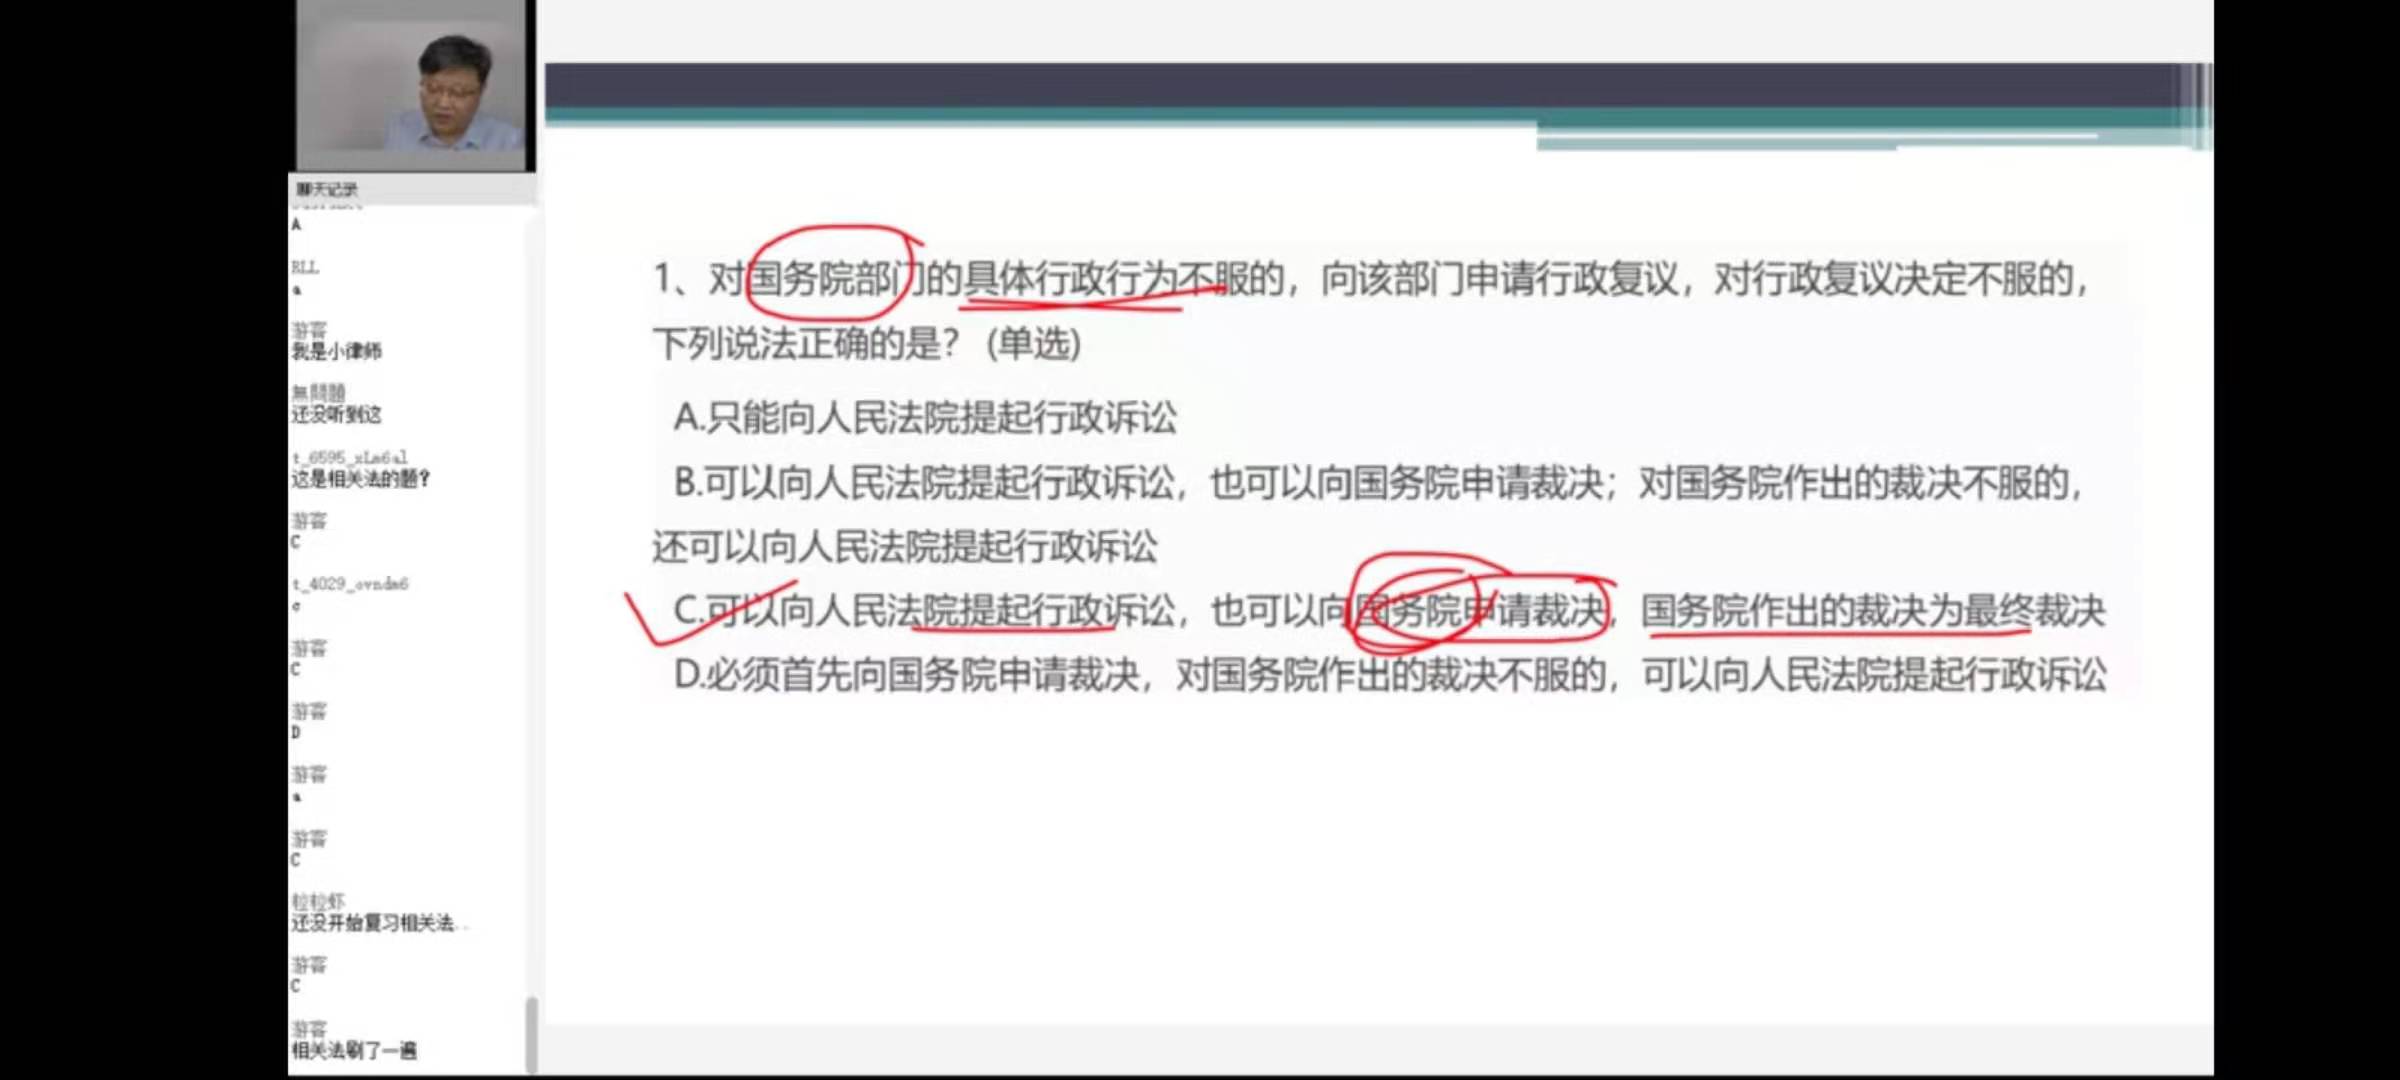 聊天记录
A
RLL
a
游客
我是小律师
無問題
还没听到这
t_6595_xLm6al
这是相关法的题?
游客
C
t_4029_ovndm6
c
游客
C
游客
D
游客
a
游客
C
粒粒虾
还没开始复习相关法..
游客
C
游客
相关法刷了一遍
1、对国务院部门的具体行政行为不服的，向该部门申请行政复议，对行政复议决定不服的，
下列说法正确的是？(单选)
A.只能向人民法院提起行政诉讼
B.可以向人民法院提起行政诉讼，也可以向国务院申请裁决；对国务院作出的裁决不服的，
还可以向人民法院提起行政诉讼
C.可以向人民法院提起行政诉讼，也可以向国务院申请裁决，国务院作出的裁决为最终裁决
D.必须首先向国务院申请裁决，对国务院作出的裁决不服的，可以向人民法院提起行政诉讼